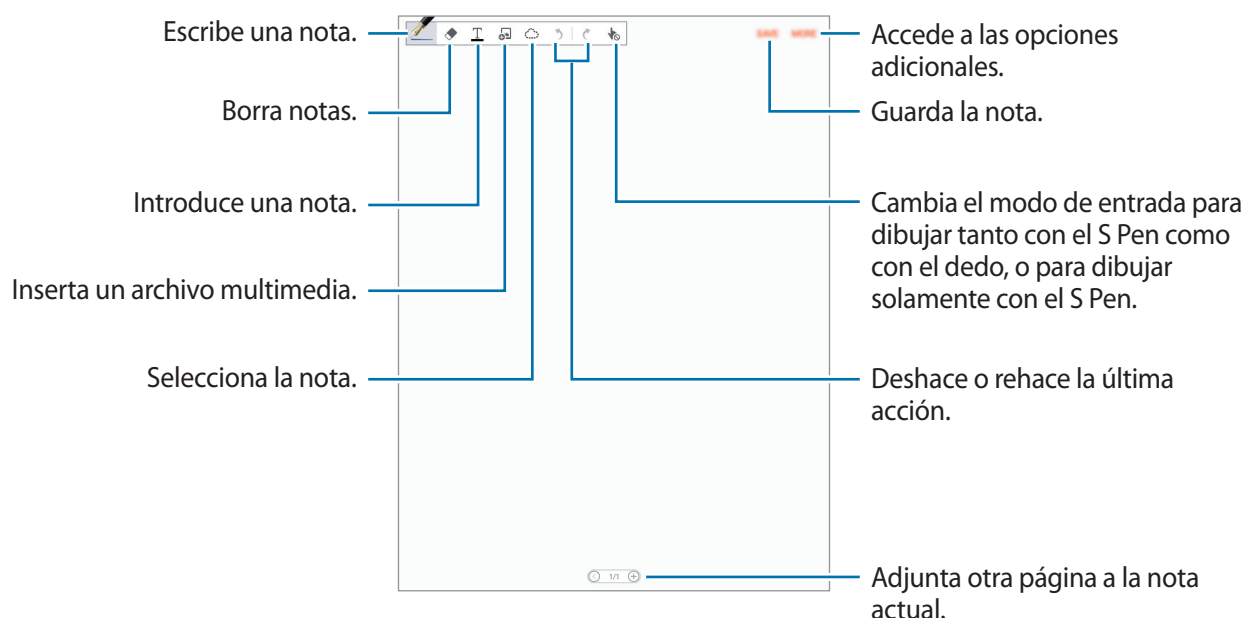 Escribe una nota.
SAVE MORE
Accede a las opciones
adicionales.
Borra notas.
Guarda la nota.
Introduce una nota.
Cambia el modo de entrada para
dibujar tanto con el S Pen como
con el dedo, o para dibujar
solamente con el S Pen.
Inserta un archivo multimedia.
Selecciona la nota.
Deshace o rehace la última
acción.
1/1
Adjunta otra página a la nota
actual.